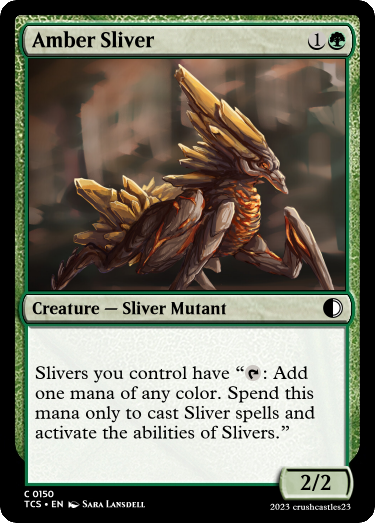 Amber Sliver 1
Creature — Sliver Mutant
Slivers you control have “: Add
one mana of any color. Spend this
mana only to cast Sliver spells and
activate the abilities of Slivers.”
2/2
C 0150
TCS • EN Sara Lansdell
2023 crushcastles23